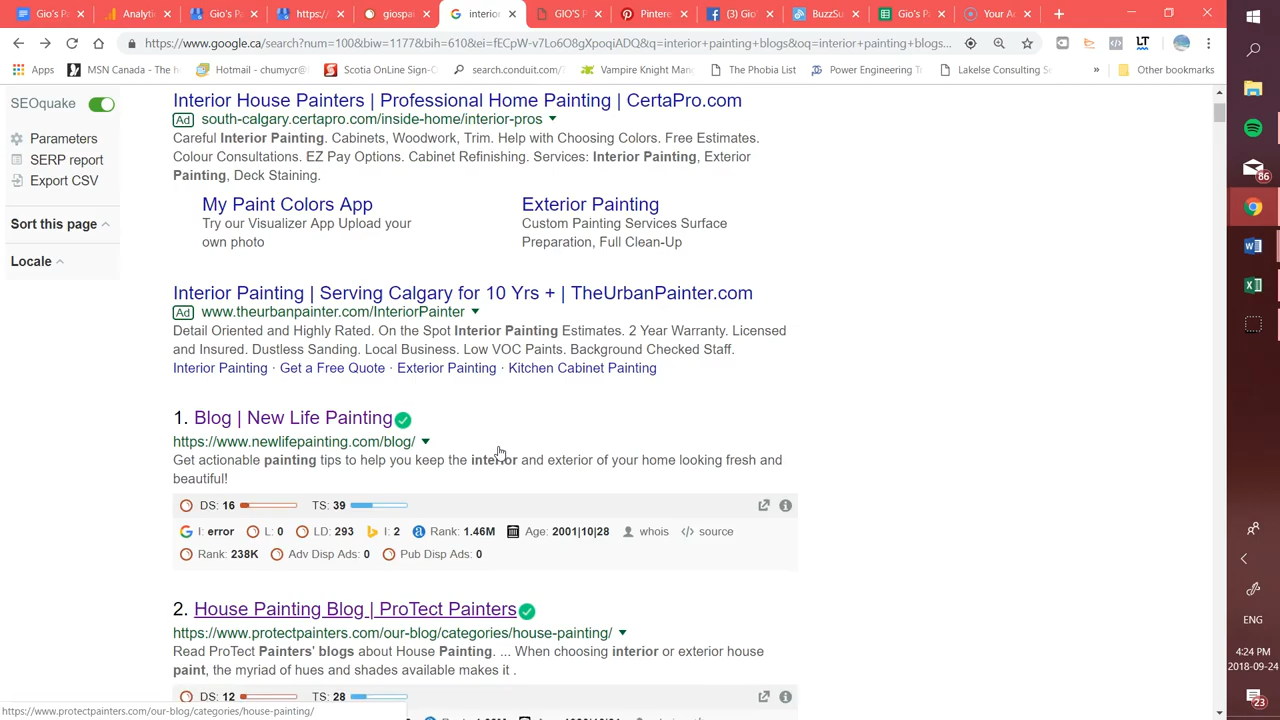 Gio's P
Analyti
Gio's P
https:/
giospa
interior
GIO'S P
Pintere
(3) Gio'
BuzzSu
Gio's Pa
Your A
https://www.google.ca/search?num=100&biw=1177&bih=610&ei=fECpW-v7Lo6O8gXpoqiADQ&q=interior+painting+blogs&oq=interior+painting+blogs...
Apps
MSN Canada - The
Hotmail - chumycr@
Scotia OnLine Sign-O
search.conduit.com/?
Vampire Knight Man
The Phobia List
Power Engineering T
Lakelse Consulting Se
»
Other bookmarks
SEOquake
Parameters
SERP report
Export CSV
Sort this page
Locale
Interior House Painters | Professional Home Painting | CertaPro.com
Ad south-calgary.certapro.com/inside-home/interior-pros
Careful Interior Painting. Cabinets, Woodwork, Trim. Help with Choosing Colors. Free Estimates.
Colour Consultations. EZ Pay Options. Cabinet Refinishing. Services: Interior Painting, Exterior
Painting, Deck Staining.
My Paint Colors App
Try our Visualizer App Upload your
own photo
Exterior Painting
Custom Painting Services Surface
Preparation, Full Clean-Up
Interior Painting | Serving Calgary for 10 Yrs + | TheUrbanPainter.com
Ad www.theurbanpainter.com/InteriorPainter
Detail Oriented and Highly Rated. On the Spot Interior Painting Estimates. 2 Year Warranty. Licensed
and Insured. Dustless Sanding. Local Business. Low VOC Paints. Background Checked Staff.
Interior Painting · Get a Free Quote · Exterior Painting · Kitchen Cabinet Painting
1. Blog | New Life Painting
https://www.newlifepainting.com/blog/
Get actionable painting tips to help you keep the interior and exterior of your home looking fresh and
beautiful!
DS: 16 TS: 39
I: error L: 0 LD: 293 I: 2 Rank: 1.46M Age: 2001|10|28 whois source
Rank: 238K Adv Disp Ads: 0 Pub Disp Ads: 0
2. House Painting Blog | ProTect Painters
https://www.protectpainters.com/our-blog/categories/house-painting/
Read ProTect Painters' blogs about House Painting. ... When choosing interior or exterior house
paint, the myriad of hues and shades available makes it .
DS: 12 TS: 28
https://www.protectpainters.com/our-blog/categories/house-painting/
86
ENG
4:24 PM
2018-09-24
23